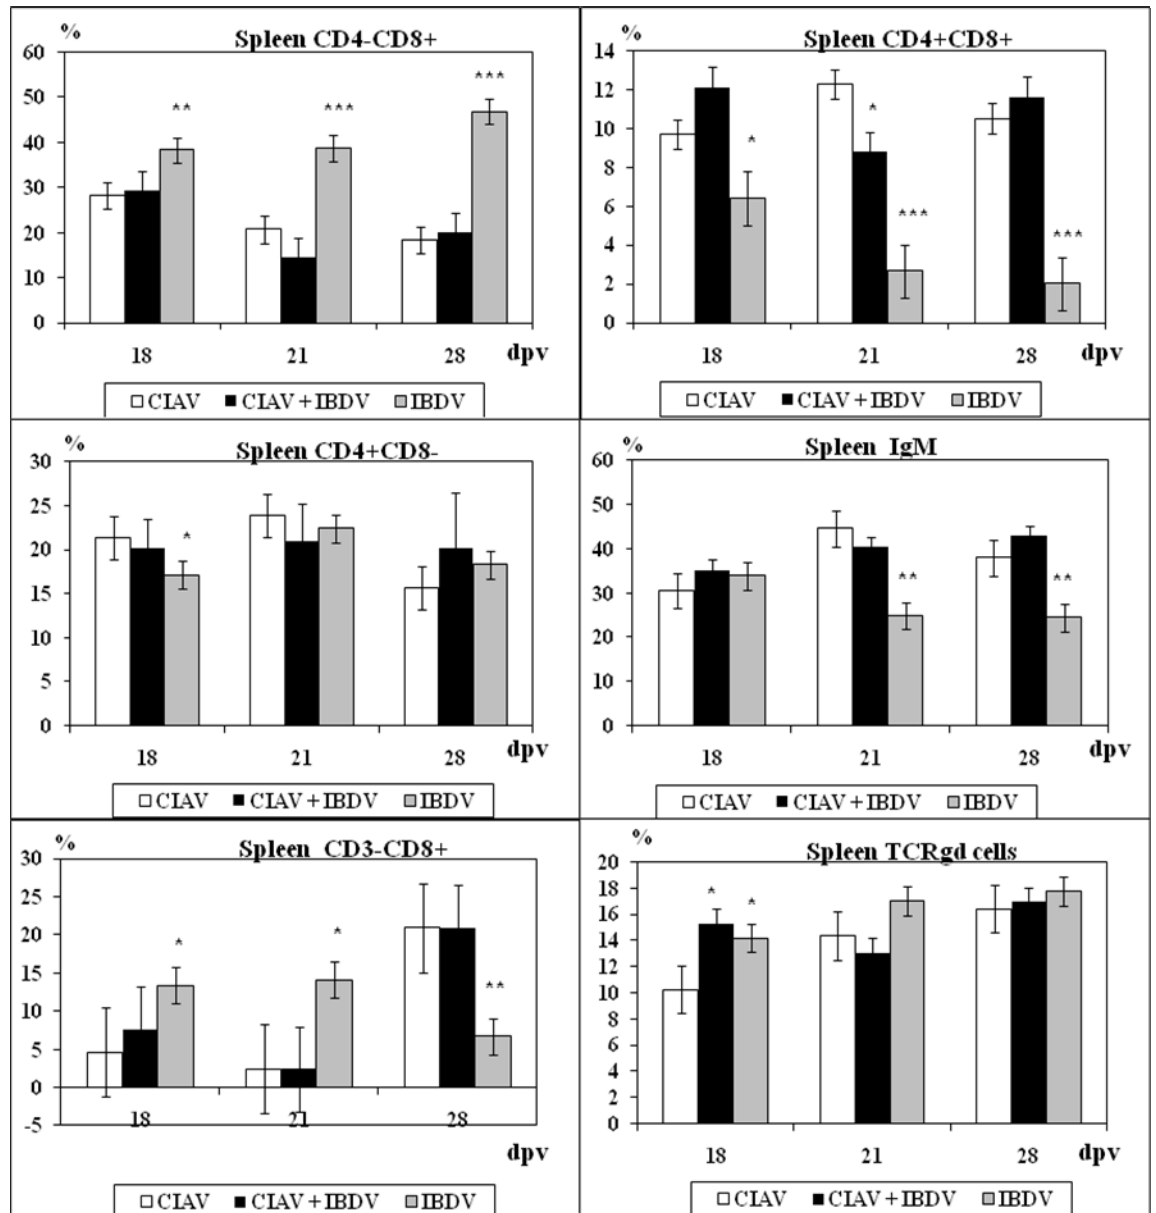 %
Spleen CD4-CD8+
60
50
40
30
20
10
0
**
***
***
18
21
28
dpv
CIAV
CIAV + IBDV
IBDV
%
Spleen CD4+CD8+
14
12
10
8
6
4
2
0
*
*
***
***
18
21
28
dpv
CIAV
CIAV + IBDV
IBDV
%
Spleen CD4+CD8-
30
25
20
15
10
5
0
*
18
21
28
dpv
CIAV
CIAV + IBDV
IBDV
%
Spleen IgM
60
50
40
30
20
10
0
**
**
18
21
28
dpv
CIAV
CIAV + IBDV
IBDV
%
Spleen CD3-CD8+
30
25
20
15
10
5
0
-5
*
*
**
18
21
28
dpv
CIAV
CIAV + IBDV
IBDV
%
Spleen TCRgd cells
20
18
16
14
12
10
8
6
4
2
0
*
*
18
21
28
dpv
CIAV
CIAV + IBDV
IBDV